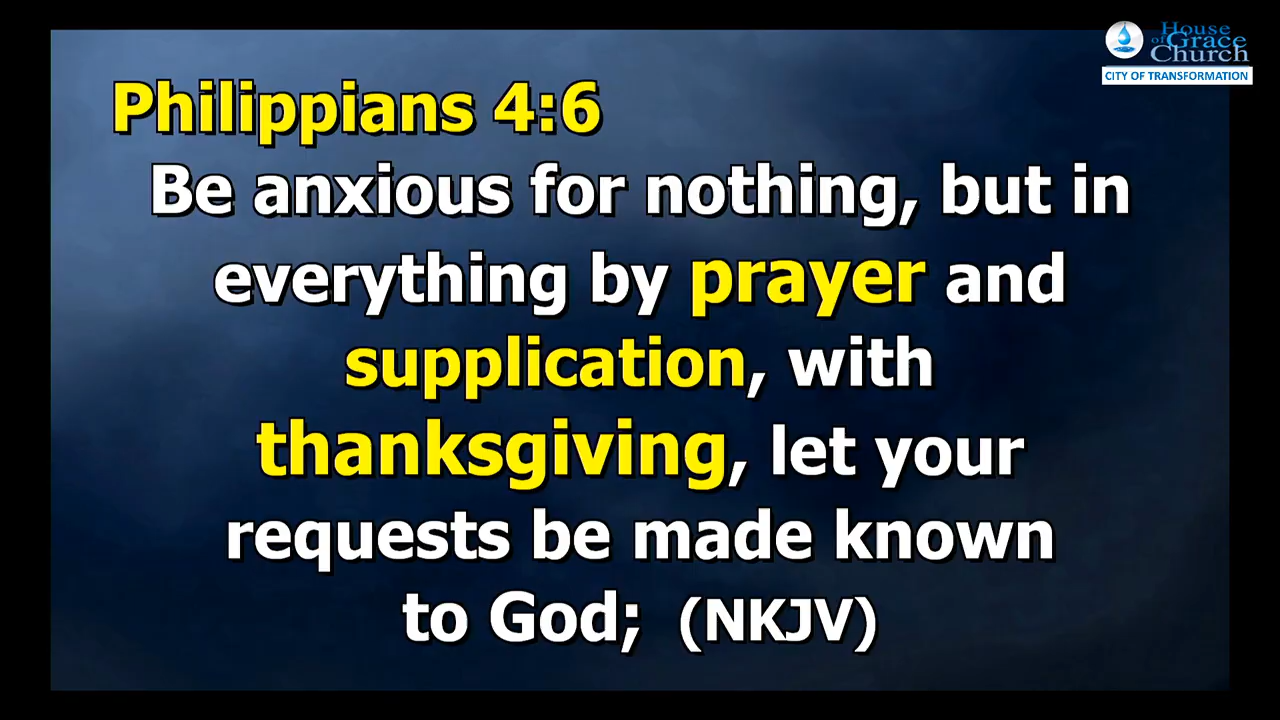 House
of Grace
Church
CITY OF TRANSFORMATION
Philippians 4:6
Be anxious for nothing, but in
everything by prayer and
supplication, with
thanksgiving, let your
requests be made known
to God; (NKJV)